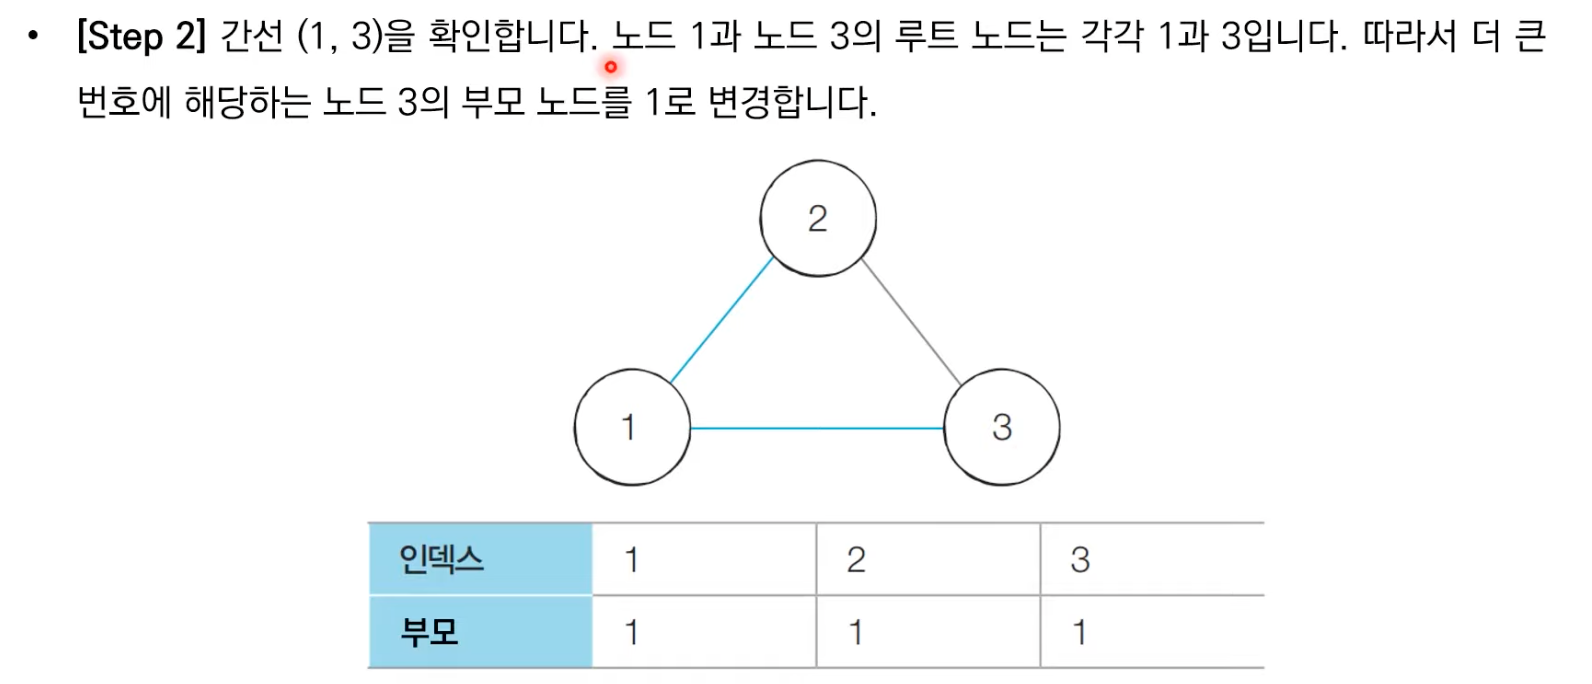 • [Step 2] 간선 (1, 3)을 확인합니다. 노드 1과 노드 3의 루트 노드는 각각 1과 3입니다. 따라서 더 큰
번호에 해당하는 노드 3의 부모 노드를 1로 변경합니다.
2
1
3
인덱스 1 2 3
부모 1 1 1